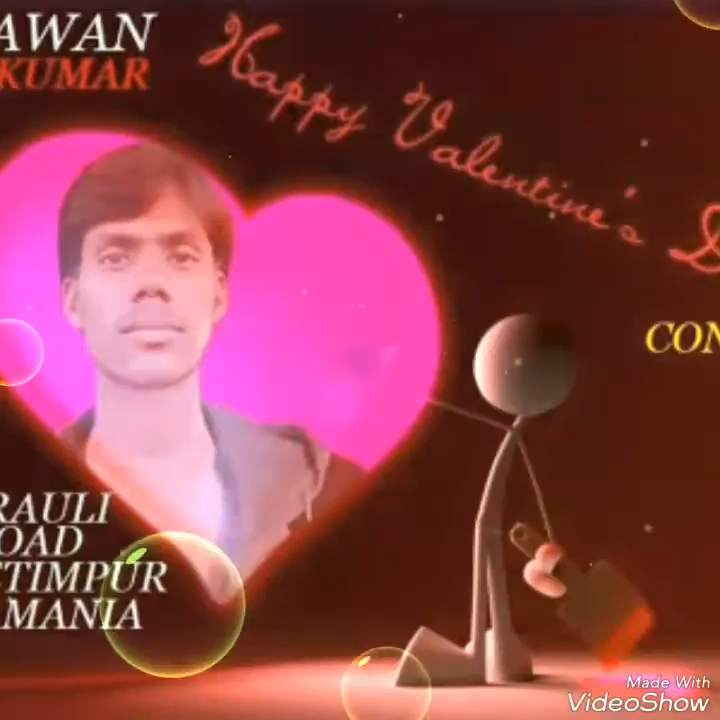 AWAN
KUMAR
Happy Valentine's D
CON
RAULI
OAD
TIMPUR
MANIA
Made With
VideoShow